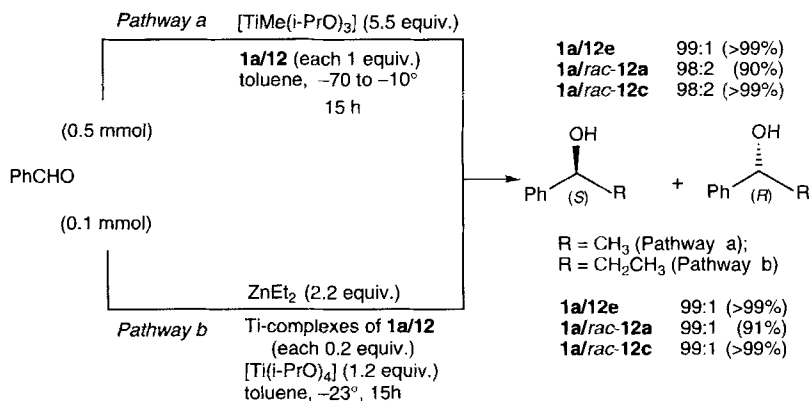 Pathway a [TiMe(i-PrO)3] (5.5 equiv.)
1a/12 (each 1 equiv.)
toluene, –70 to –10°
15 h
(0.5 mmol)
PhCHO
(0.1 mmol)
ZnEt2 (2.2 equiv.)
Pathway b Ti-complexes of 1a/12
(each 0.2 equiv.)
[Ti(i-PrO)4] (1.2 equiv.)
toluene, –23°, 15h
1a/12e 99:1 (>99%)
1a/rac-12a 98:2 (90%)
1a/rac-12c 98:2 (>99%)
OH OH
Ph (S) R + Ph (R) R
R = CH3 (Pathway a);
R = CH2CH3 (Pathway b)
1a/12e 99:1 (>99%)
1a/rac-12a 99:1 (91%)
1a/rac-12c 99:1 (>99%)